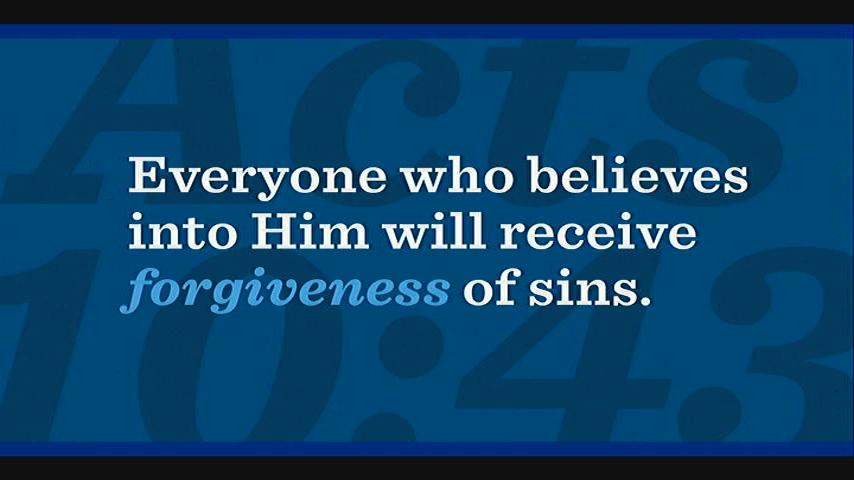 Acts
10:43
Everyone who believes
into Him will receive
forgiveness of sins.